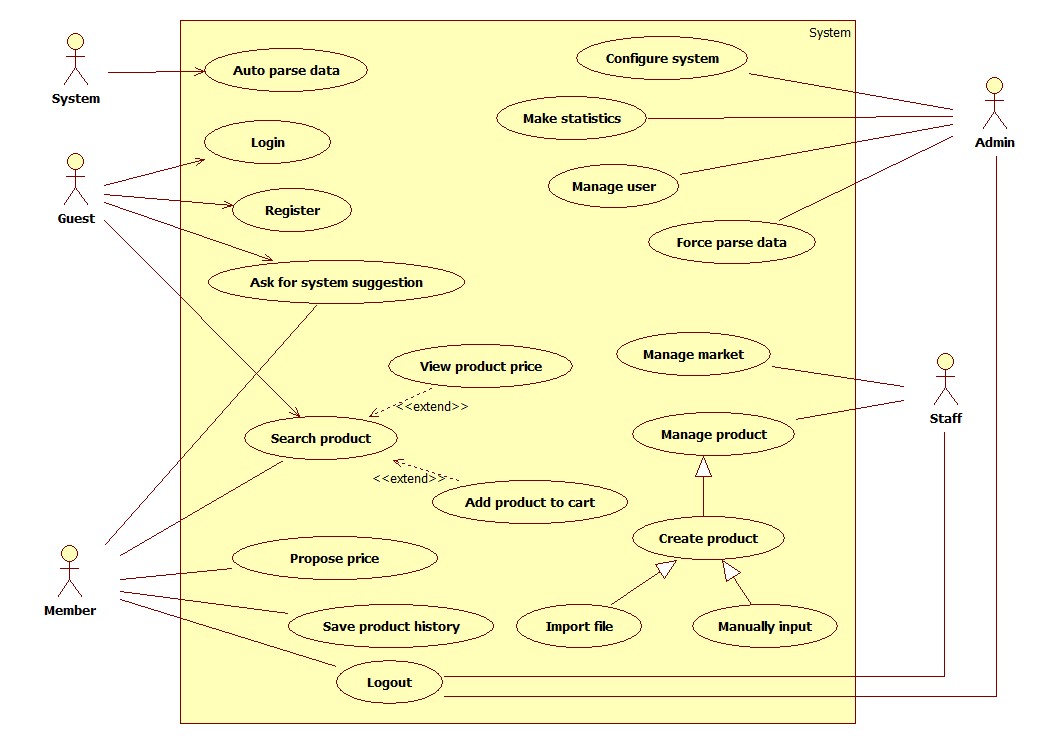 System
Configure system
Auto parse data
System
Make statistics
Login
Admin
Manage user
Register
Guest
Force parse data
Ask for system suggestion
Manage market
View product price
<<extend>>
Staff
Search product
Manage product
<<extend>>
Add product to cart
Create product
Propose price
Member
Save product history
Import file
Manually input
Logout